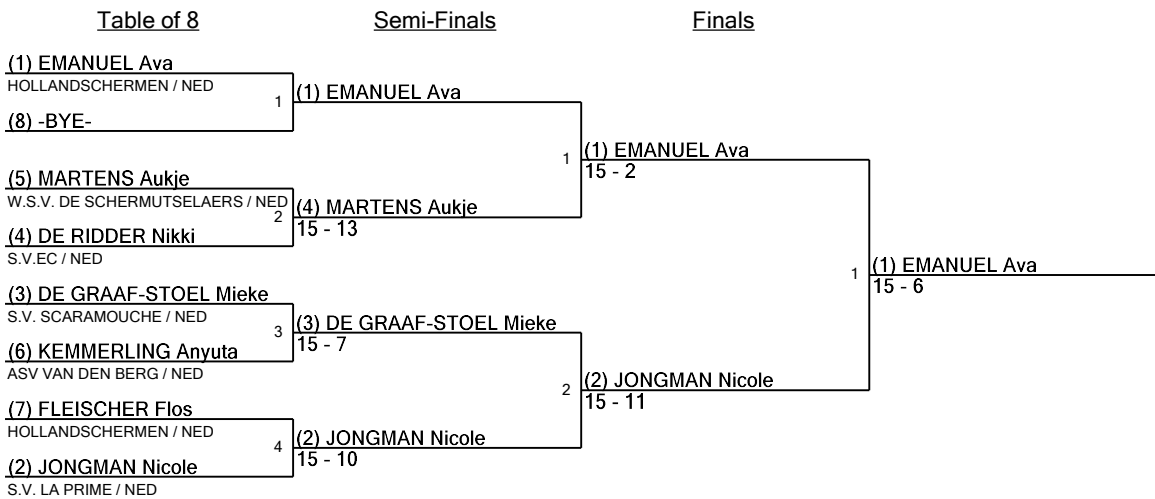 Table of 8
Semi-Finals
Finals
(1) EMANUEL Ava
HOLLANDSCHERMEN / NED
1
(8) -BYE-
(1) EMANUEL Ava
(5) MARTENS Aukje
W.S.V. DE SCHERMUTSELAERS / NED
2
(4) DE RIDDER Nikki
S.V.EC / NED
(4) MARTENS Aukje
15 - 13
1
(1) EMANUEL Ava
15 - 2
(3) DE GRAAF-STOEL Mieke
S.V. SCARAMOUCHE / NED
3
(6) KEMMERLING Anyuta
ASV VAN DEN BERG / NED
(3) DE GRAAF-STOEL Mieke
15 - 7
(7) FLEISCHER Flos
HOLLANDSCHERMEN / NED
4
(2) JONGMAN Nicole
S.V. LA PRIME / NED
(2) JONGMAN Nicole
15 - 10
2
(2) JONGMAN Nicole
15 - 11
1
(1) EMANUEL Ava
15 - 6